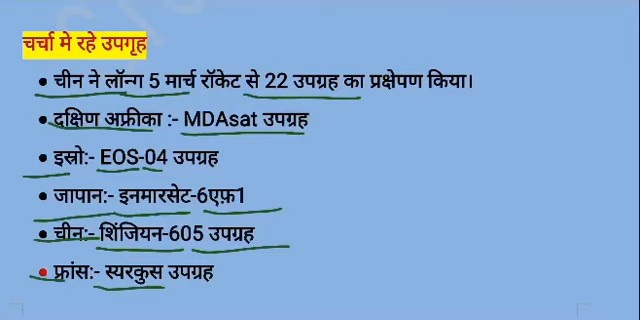 चर्चा मे रहे उपगृह
• चीन ने लॉन्ग 5 मार्च रॉकेट से 22 उपग्रह का प्रक्षेपण किया।
• दक्षिण अफ्रीका :- MDAsat उपग्रह
• इस्रो:- EOS-04 उपग्रह
• जापान:- इनमारसेट-6एफ़1
• चीन:- शिंजियन-605 उपग्रह
• फ्रांस:- स्यरकुस उपग्रह